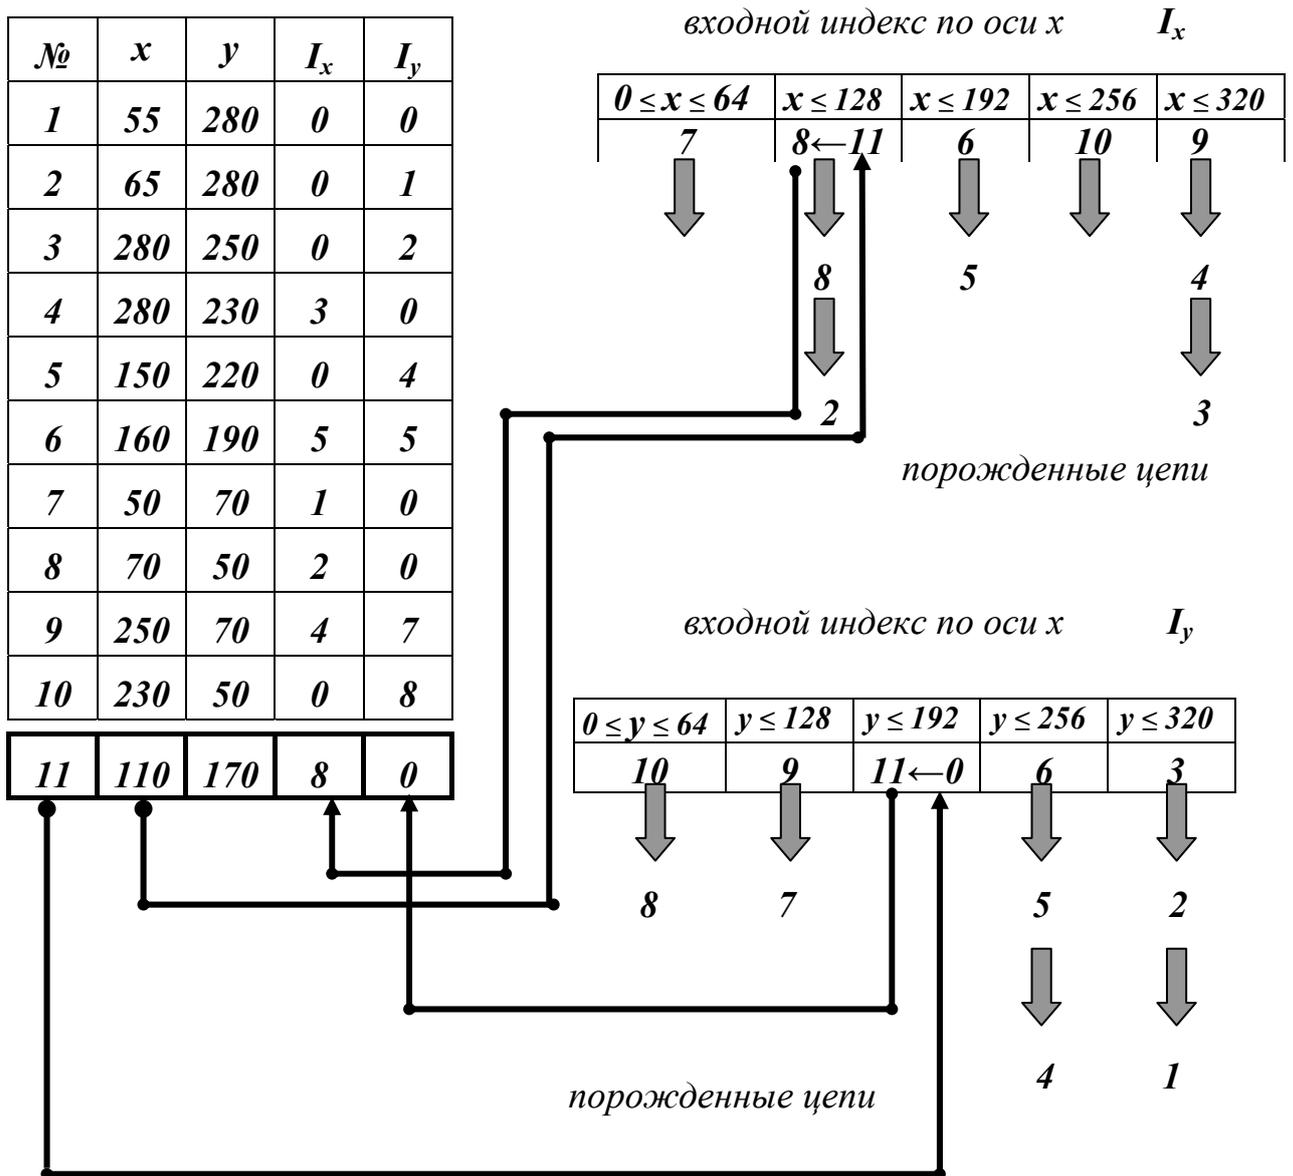 № x y Ix Iy
1 55 280 0 0
2 65 280 0 1
3 280 250 0 2
4 280 230 3 0
5 150 220 0 4
6 160 190 5 5
7 50 70 1 0
8 70 50 2 0
9 250 70 4 7
10 230 50 0 8
11 110 170 8 0
входной индекс по оси x Ix
0 ≤ x ≤ 64 x ≤ 128 x ≤ 192 x ≤ 256 x ≤ 320
7 8←11 6 10 9
8 5 4
2 3
порожденные цепи
входной индекс по оси x Iy
0 ≤ y ≤ 64 y ≤ 128 y ≤ 192 y ≤ 256 y ≤ 320
10 9 11←0 6 3
8 7 5 2
4 1
порожденные цепи